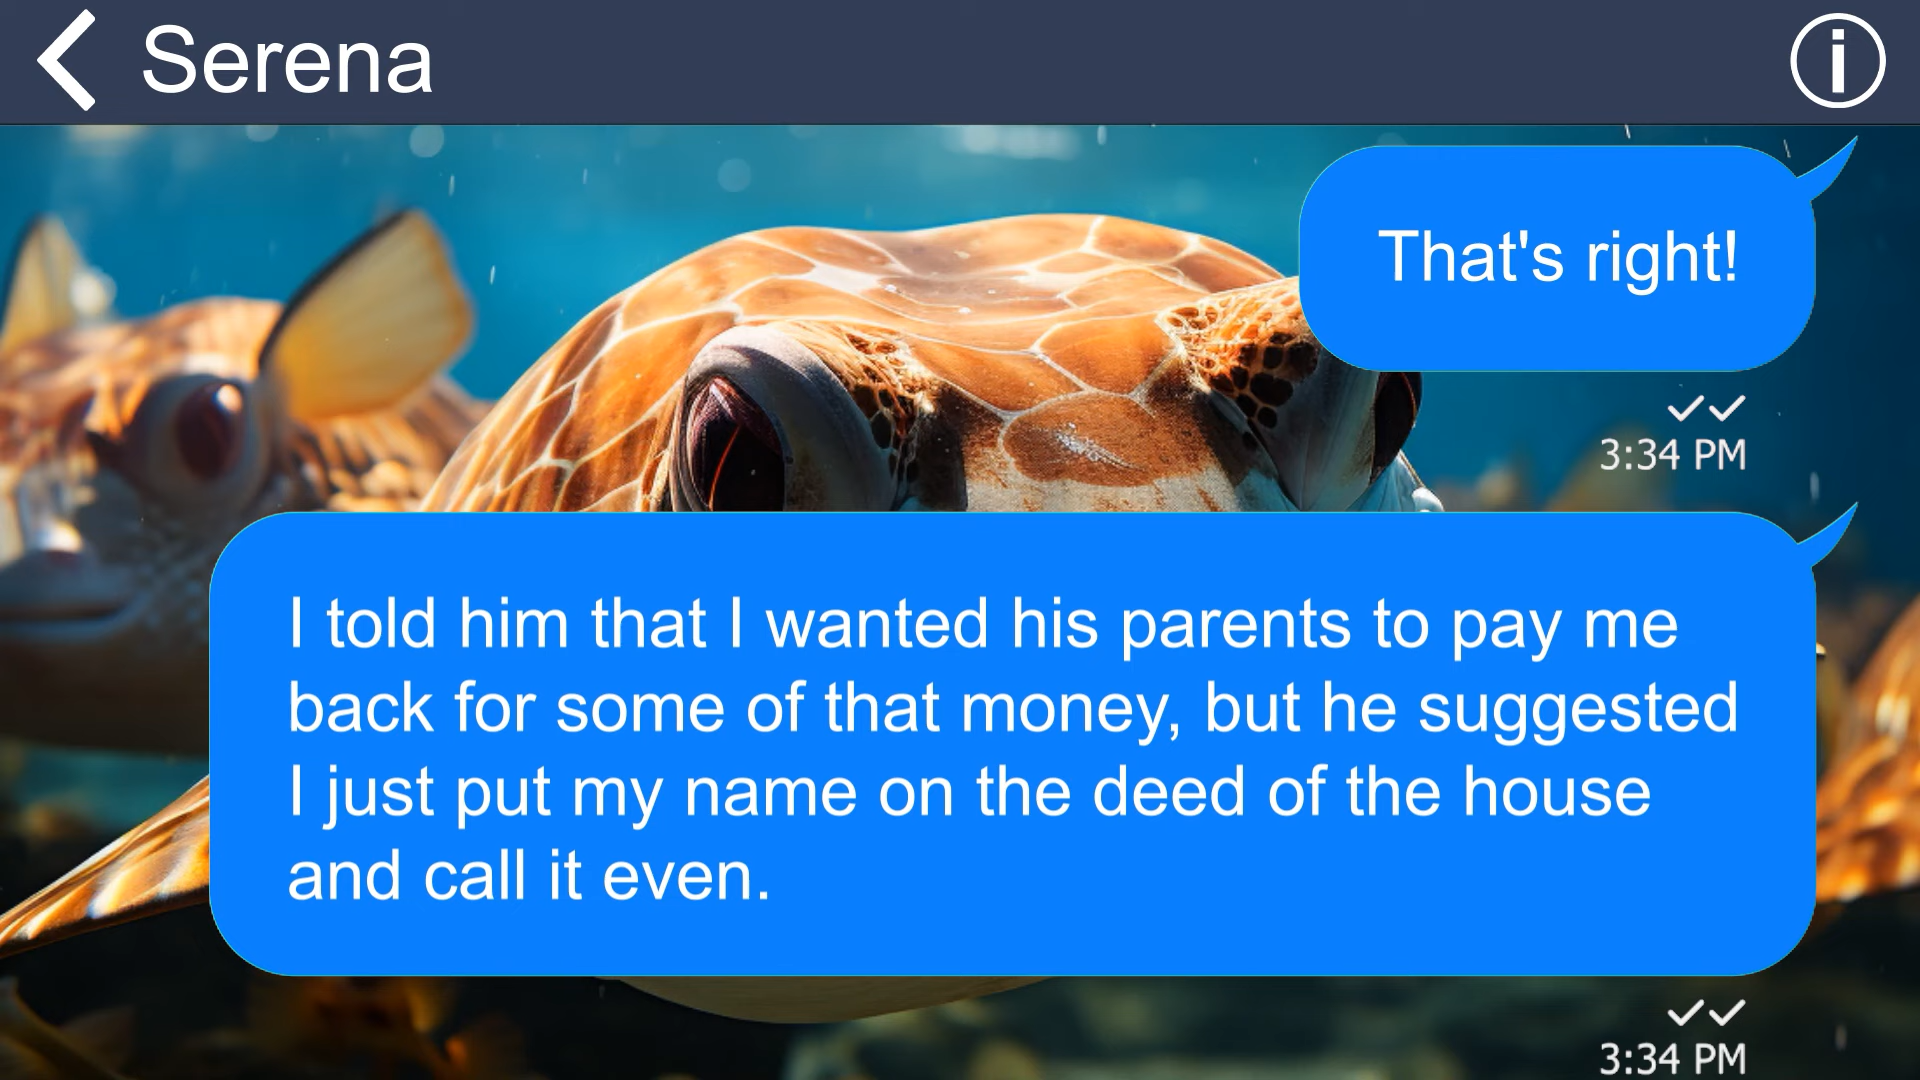 Serena
That's right!
3:34 PM
I told him that I wanted his parents to pay me
back for some of that money, but he suggested
I just put my name on the deed of the house
and call it even.
3:34 PM